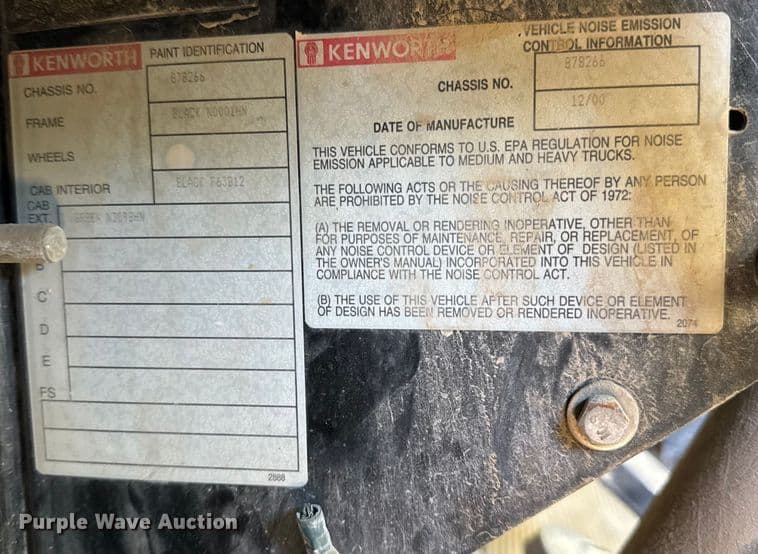 KENWORTH
PAINT IDENTIFICATION
CHASSIS NO.
878266
FRAME
BLACK N0001HN
WHEELS
CAB INTERIOR
BLACK F63B12
CAB
EXT.
GREEN
B
C
D
E
FS
2888
KENWORTH
VEHICLE NOISE EMISSION
CONTROL INFORMATION
CHASSIS NO.
878266
DATE OF MANUFACTURE
12/00
THIS VEHICLE CONFORMS TO U.S. EPA REGULATION FOR NOISE
EMISSION APPLICABLE TO MEDIUM AND HEAVY TRUCKS.
THE FOLLOWING ACTS OR THE CAUSING THEREOF BY ANY PERSON
ARE PROHIBITED BY THE NOISE CONTROL ACT OF 1972:
(A) THE REMOVAL OR RENDERING INOPERATIVE, OTHER THAN
FOR PURPOSES OF MAINTENANCE, REPAIR, OR REPLACEMENT, OF
ANY NOISE CONTROL DEVICE OR ELEMENT OF DESIGN (LISTED IN
THE OWNER'S MANUAL) INCORPORATED INTO THIS VEHICLE IN
COMPLIANCE WITH THE NOISE CONTROL ACT.
(B) THE USE OF THIS VEHICLE AFTER SUCH DEVICE OR ELEMENT
OF DESIGN HAS BEEN REMOVED OR RENDERED INOPERATIVE.
2074
Purple Wave Auction